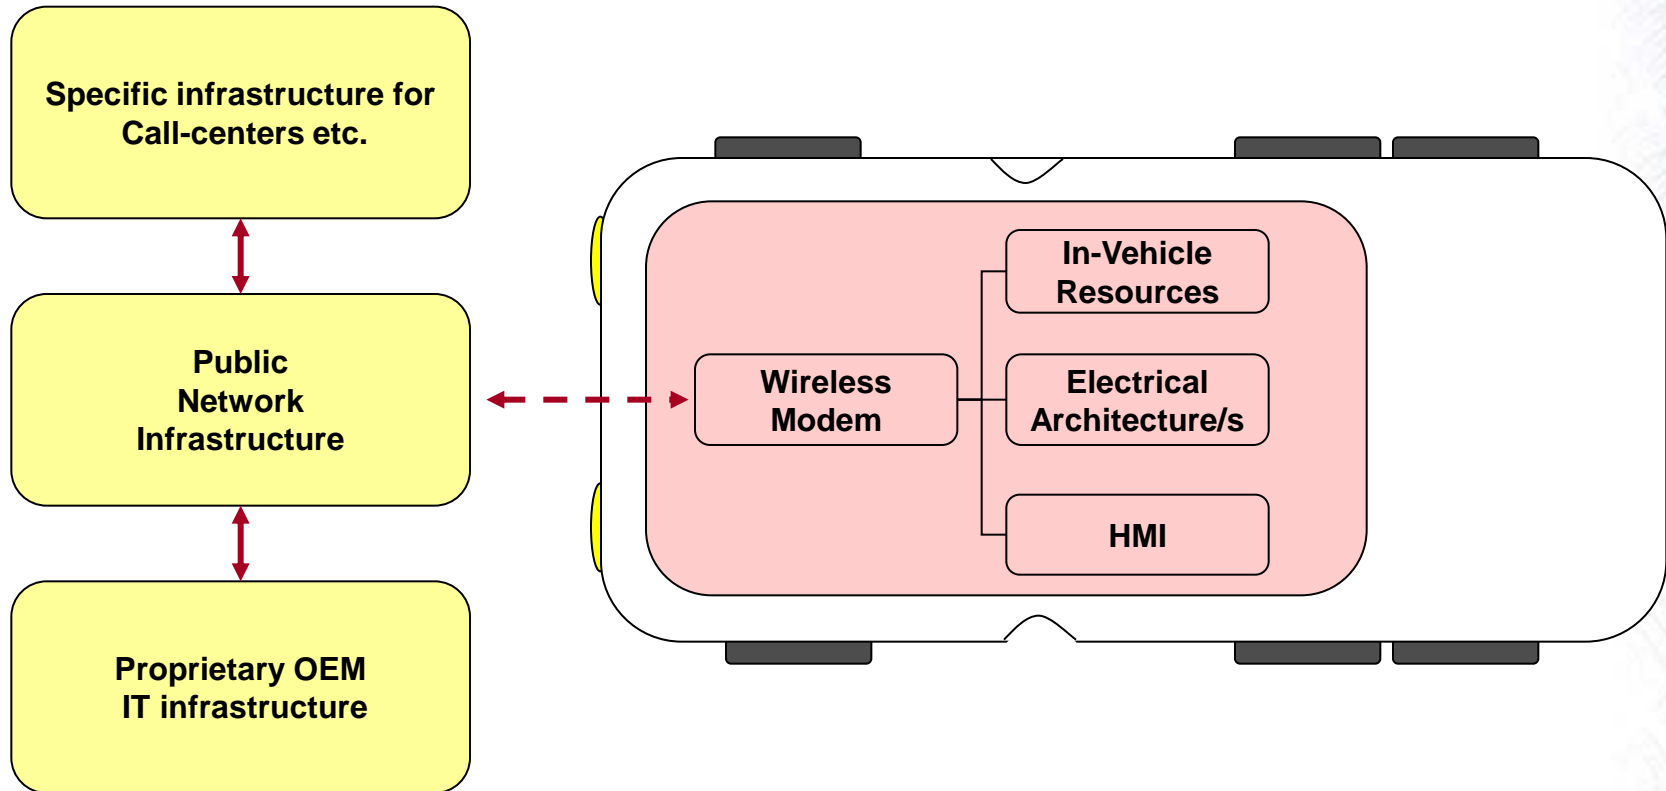 Specific infrastructure for
Call-centers etc.
Public
Network
Infrastructure
Proprietary OEM
IT infrastructure
Wireless
Modem
In-Vehicle
Resources
Electrical
Architecture/s
HMI